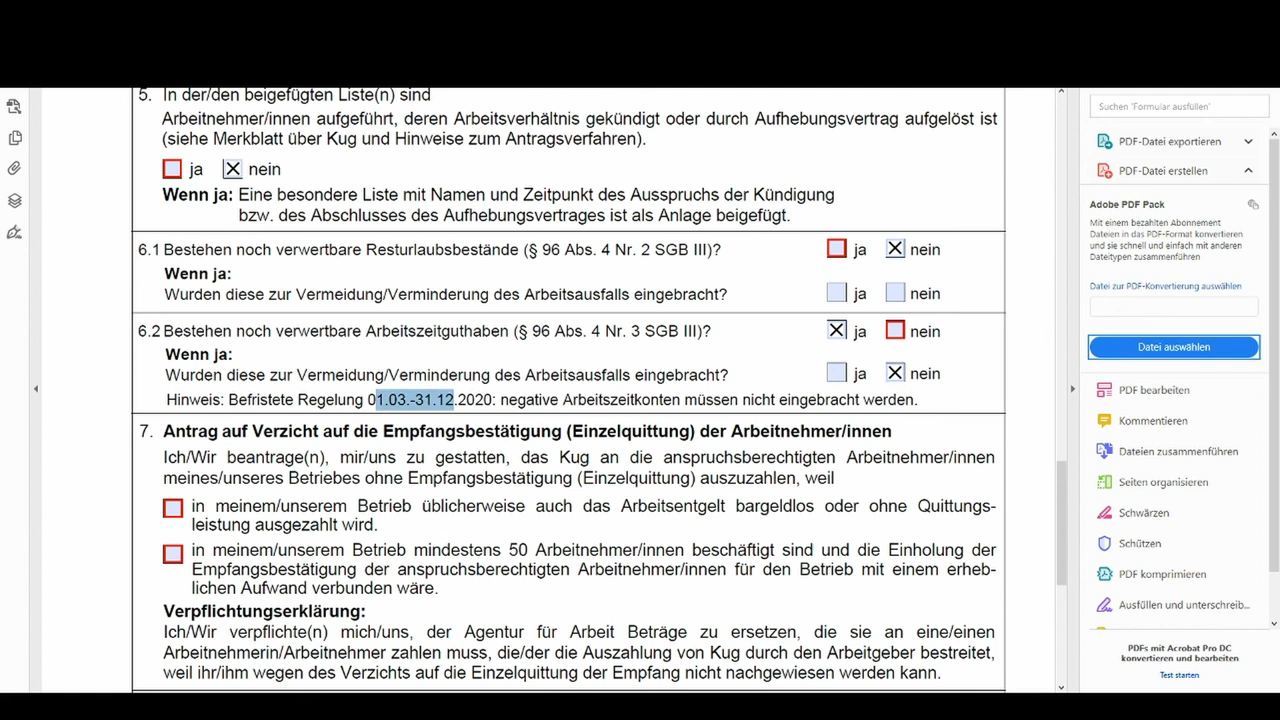 5. In der/den beigefügten Liste(n) sind
Arbeitnehmer/innen aufgeführt, deren Arbeitsverhältnis gekündigt oder durch Aufhebungsvertrag aufgelöst ist
(siehe Merkblatt über Kug und Hinweise zum Antragsverfahren).
ja nein
Wenn ja: Eine besondere Liste mit Namen und Zeitpunkt des Ausspruchs der Kündigung
bzw. des Abschlusses des Aufhebungsvertrages ist als Anlage beigefügt.
6.1 Bestehen noch verwertbare Resturlaubsbestände (§ 96 Abs. 4 Nr. 2 SGB III)? ja nein
Wenn ja:
Wurden diese zur Vermeidung/Verminderung des Arbeitsausfalls eingebracht? ja nein
6.2 Bestehen noch verwertbare Arbeitszeitguthaben (§ 96 Abs. 4 Nr. 3 SGB III)? ja nein
Wenn ja:
Wurden diese zur Vermeidung/Verminderung des Arbeitsausfalls eingebracht? ja nein
Hinweis: Befristete Regelung 01.03.-31.12.2020: negative Arbeitszeitkonten müssen nicht eingebracht werden.
7. Antrag auf Verzicht auf die Empfangsbestätigung (Einzelquittung) der Arbeitnehmer/innen
Ich/Wir beantrage(n), mir/uns zu gestatten, das Kug an die anspruchsberechtigten Arbeitnehmer/innen
meines/unseres Betriebes ohne Empfangsbestätigung (Einzelquittung) auszuzahlen, weil
in meinem/unserem Betrieb üblicherweise auch das Arbeitsentgelt bargeldlos oder ohne Quittungs-
leistung ausgezahlt wird.
in meinem/unserem Betrieb mindestens 50 Arbeitnehmer/innen beschäftigt sind und die Einholung der
Empfangsbestätigung der anspruchsberechtigten Arbeitnehmer/innen für den Betrieb mit einem erheb-
lichen Aufwand verbunden wäre.
Verpflichtungserklärung:
Ich/Wir verpflichte(n) mich/uns, der Agentur für Arbeit Beträge zu ersetzen, die sie an eine/einen
Arbeitnehmerin/Arbeitnehmer zahlen muss, die/der die Auszahlung von Kug durch den Arbeitgeber bestreitet,
weil ihr/ihm wegen des Verzichts auf die Einzelquittung der Empfang nicht nachgewiesen werden kann.
Suchen 'Formular ausfüllen'
PDF-Datei exportieren
PDF-Datei erstellen
Adobe PDF Pack
Mit einem bezahlten Abonnement
Dateien in das PDF-Format konvertieren
und sie schnell und einfach mit anderen
Dateitypen zusammenführen
Datei zur PDF-Konvertierung auswählen
Datei auswählen
PDF bearbeiten
Kommentieren
Dateien zusammenführen
Seiten organisieren
Schwärzen
Schützen
PDF komprimieren
Ausfüllen und unterschreib...
PDFs mit Acrobat Pro DC
konvertieren und bearbeiten
Test starten